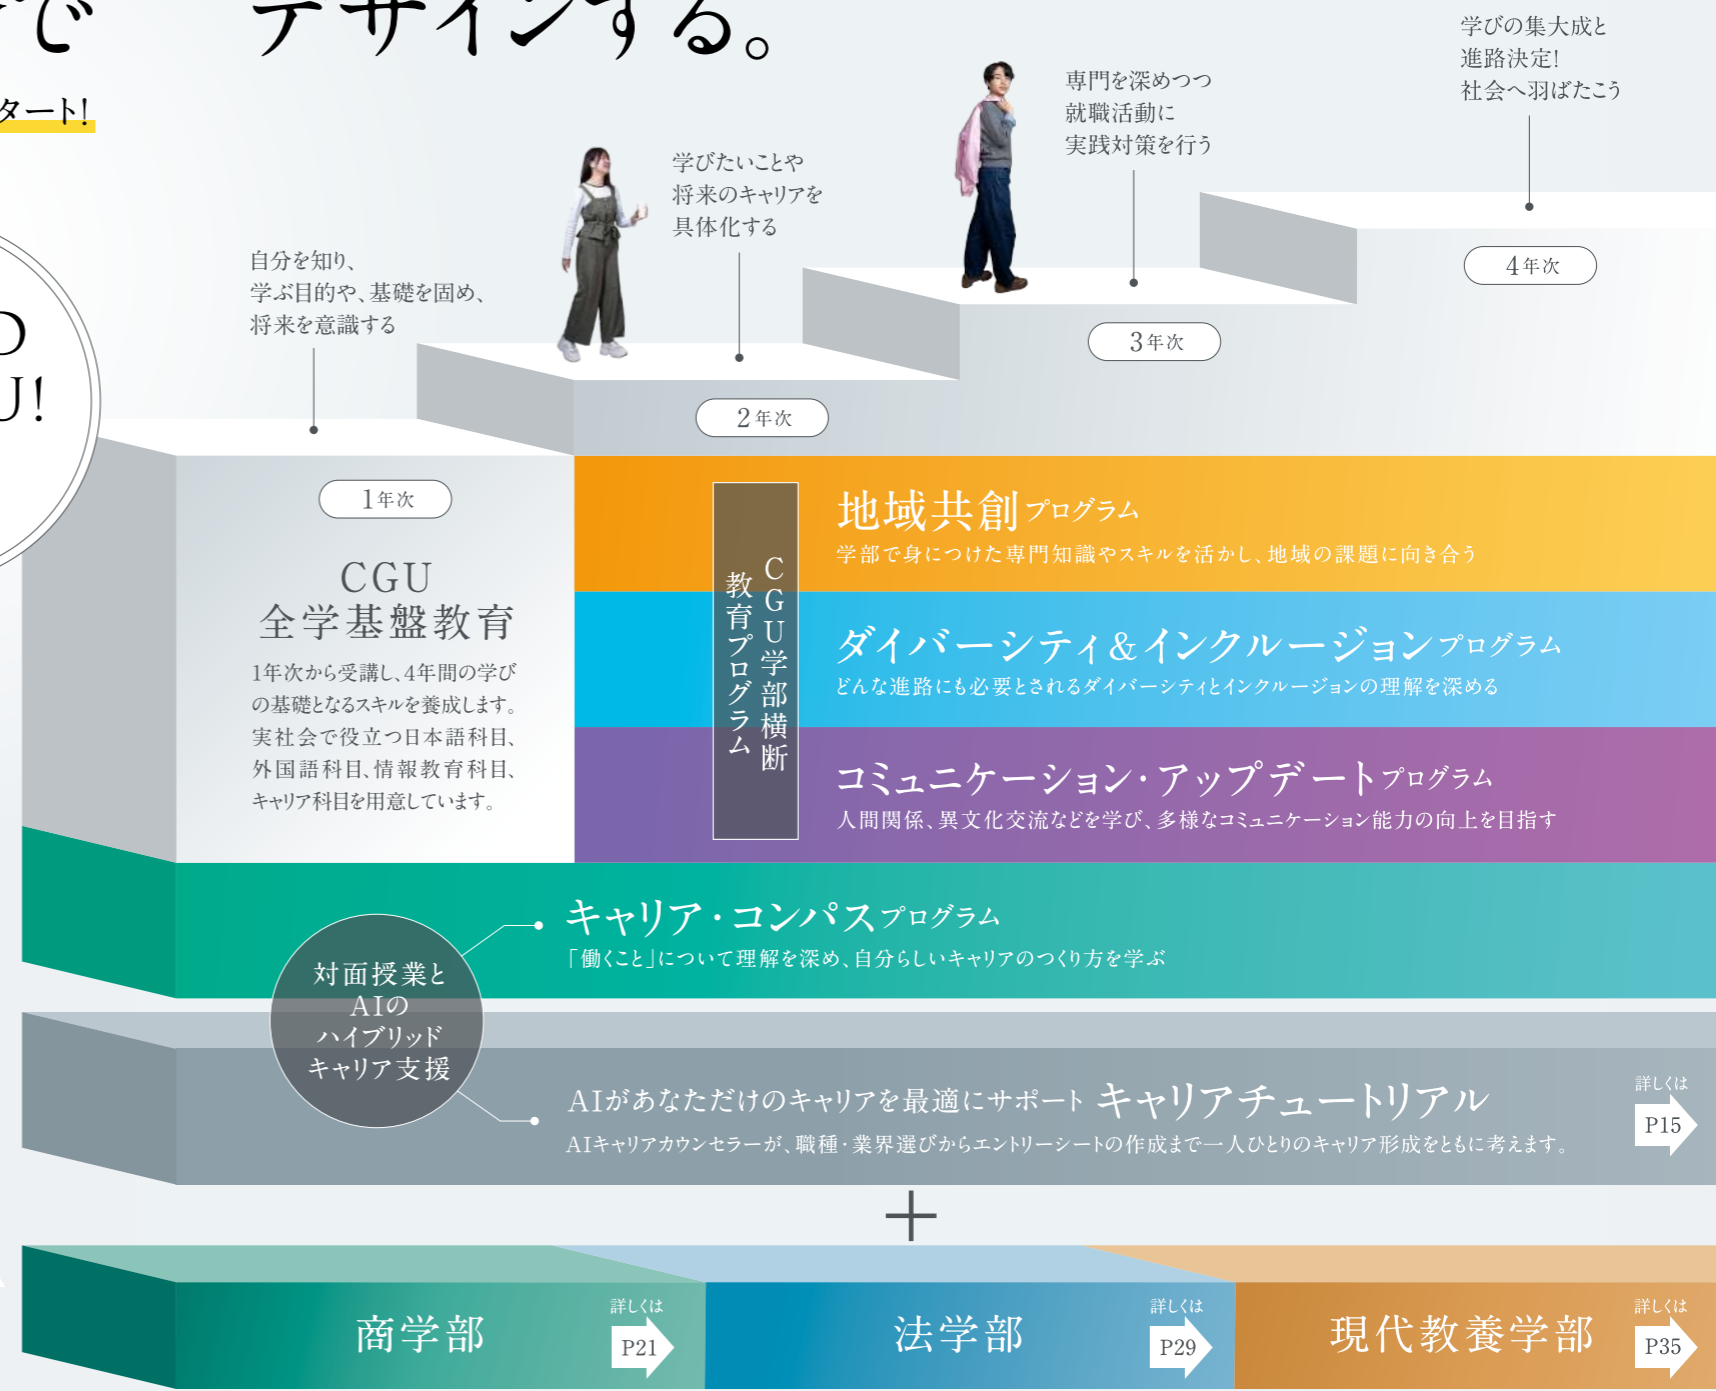 で デザインする。
タート!
U!
自分を知り、
学ぶ目的や、基礎を固め、
将来を意識する
学びたいことや
将来のキャリアを
具体化する
専門を深めつつ
就職活動に
実践対策を行う
学びの集大成と
進路決定!
社会へ羽ばたこう
1年次
2年次
3年次
4年次
CGU
全学基盤教育
1年次から受講し、4年間の学び
の基礎となるスキルを養成します。
実社会で役立つ日本語科目、
外国語科目、情報教育科目、
キャリア科目を用意しています。
CGU学部横断
教育プログラム
地域共創プログラム
学部で身につけた専門知識やスキルを活かし、地域の課題に向き合う
ダイバーシティ&インクルージョンプログラム
どんな進路にも必要とされるダイバーシティとインクルージョンの理解を深める
コミュニケーション・アップデートプログラム
人間関係、異文化交流などを学び、多様なコミュニケーション能力の向上を目指す
キャリア・コンパスプログラム
「働くこと」について理解を深め、自分らしいキャリアのつくり方を学ぶ
対面授業と
AIの
ハイブリッド
キャリア支援
AIがあなただけのキャリアを最適にサポート キャリアチュートリアル
AIキャリアカウンセラーが、職種・業界選びからエントリーシートの作成まで一人ひとりのキャリア形成をともに考えます。
詳しくは
P15
+
商学部
詳しくは
P21
法学部
詳しくは
P29
現代教養学部
詳しくは
P35